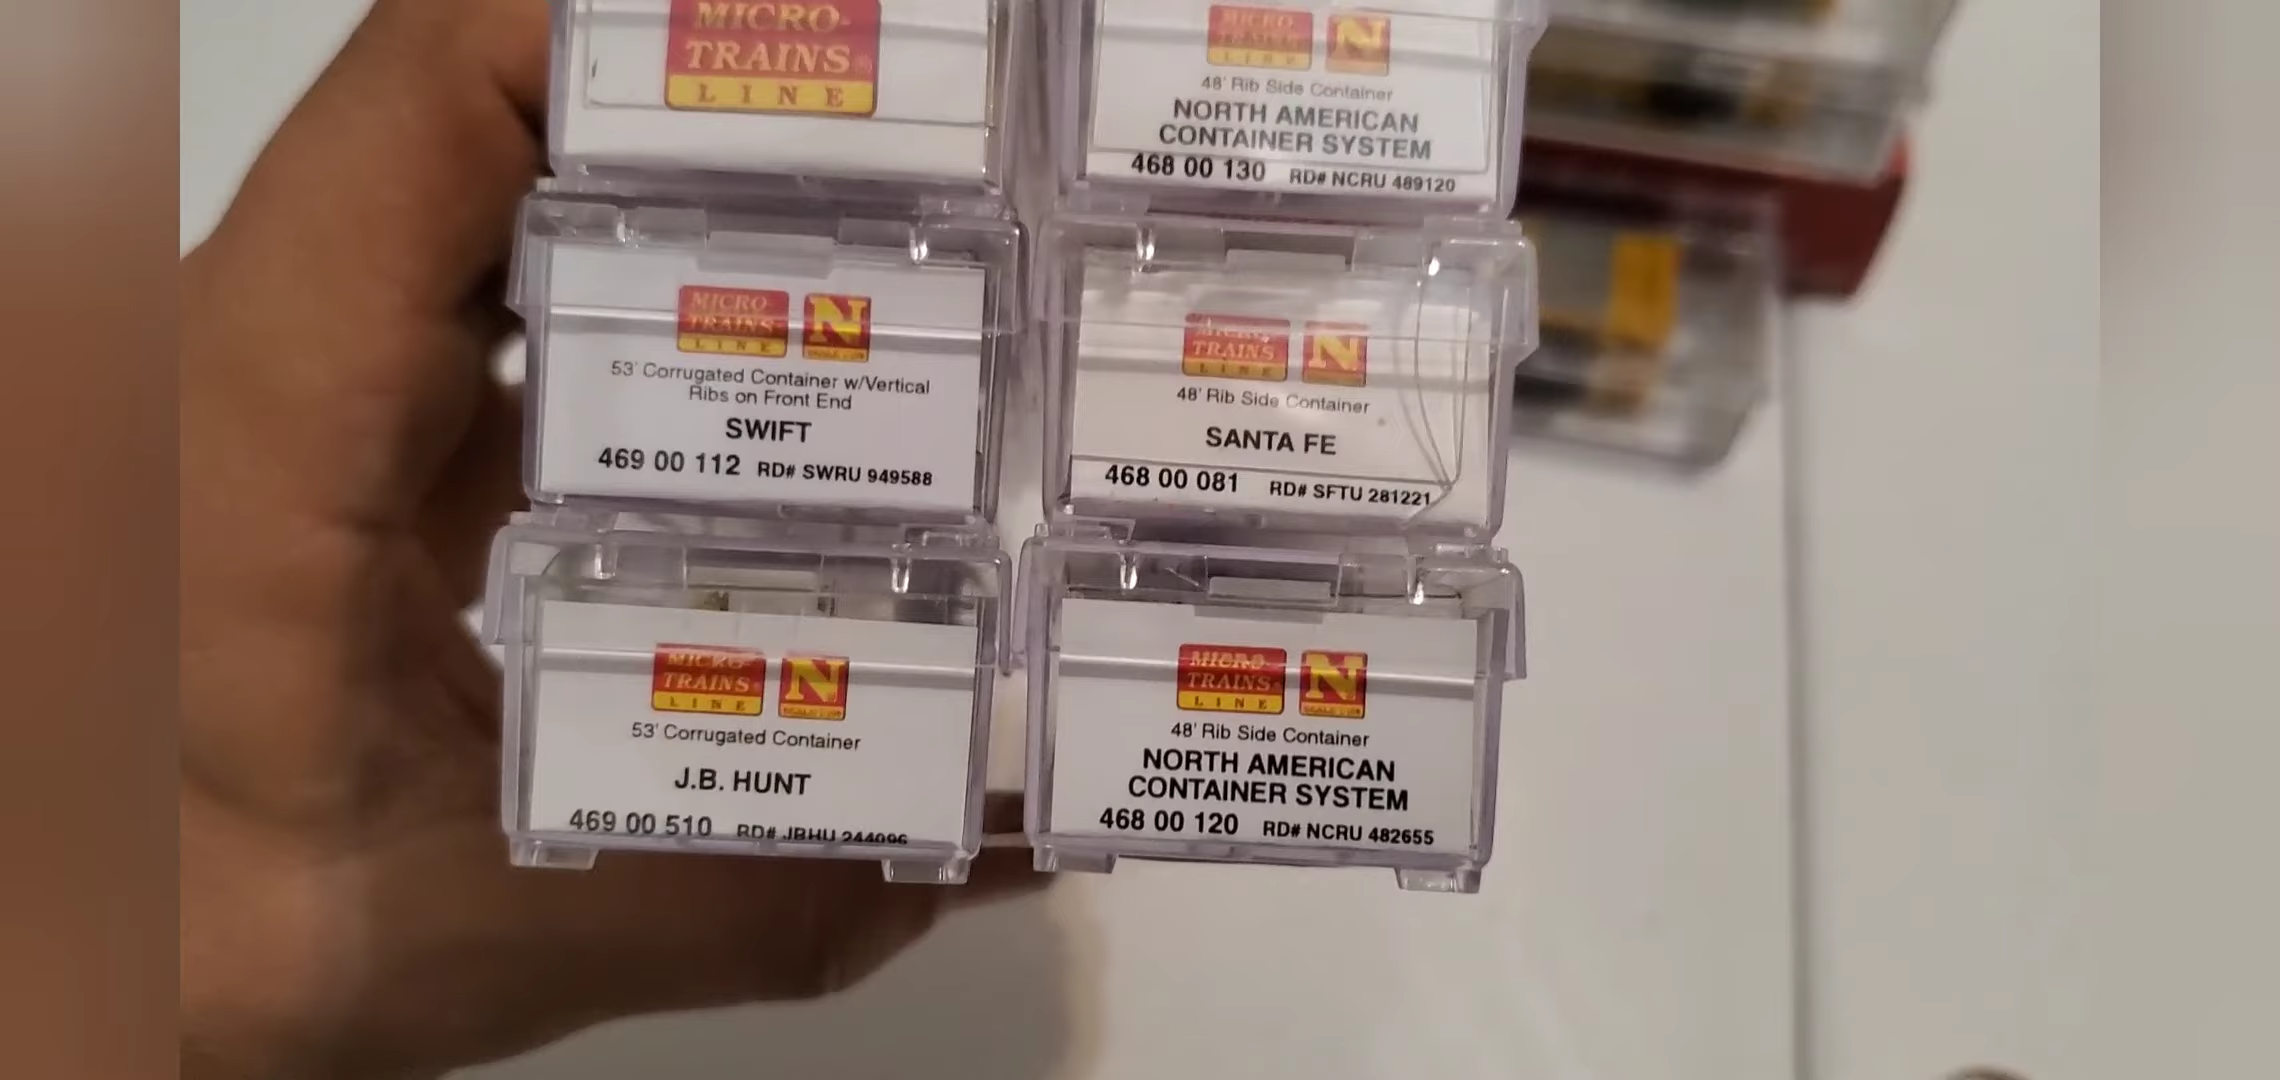 MICRO-
TRAINS
LINE
MICRO
TRAINS
LINE
N
48' Rib Side Container
NORTH AMERICAN
CONTAINER SYSTEM
468 00 130 RD# NCRU 489120
MICRO-
TRAINS
LINE
N
53' Corrugated Container w/Vertical
Ribs on Front End
SWIFT
469 00 112 RD# SWRU 949588
MICRO-
TRAINS
LINE
N
48' Rib Side Container
SANTA FE
468 00 081 RD# SFTU 281221
MICRO-
TRAINS
LINE
N
53' Corrugated Container
J.B. HUNT
469 00 510 RD# JBHU 244096
MICRO-
TRAINS
LINE
N
48' Rib Side Container
NORTH AMERICAN
CONTAINER SYSTEM
468 00 120 RD# NCRU 482655